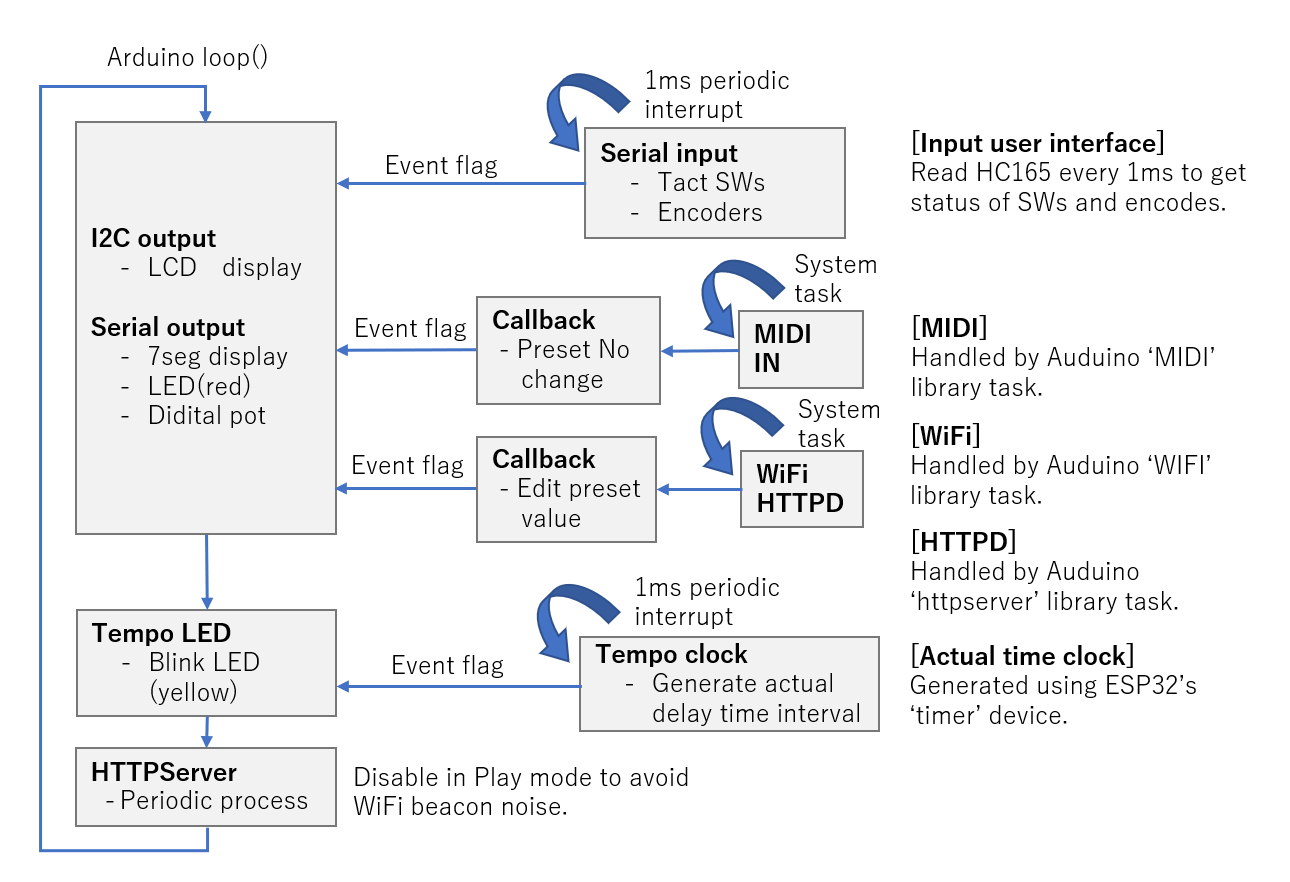 Arduino loop()
I2C output
- LCD display
Serial output
- 7seg display
- LED(red)
- Didital pot
Tempo LED
- Blink LED
(yellow)
HTTPServer
- Periodic process
Disable in Play mode to avoid
WiFi beacon noise.
Event flag
1ms periodic
interrupt
Serial input
- Tact SWs
- Encoders
Event flag
Callback
- Preset No
change
System
task
MIDI
IN
Event flag
Callback
- Edit preset
value
System
task
WiFi
HTTPD
Event flag
1ms periodic
interrupt
Tempo clock
- Generate actual
delay time interval
[Input user interface]
Read HC165 every 1ms to get
status of SWs and encodes.
[MIDI]
Handled by Auduino ‘MIDI’
library task.
[WiFi]
Handled by Auduino ‘WIFI’
library task.
[HTTPD]
Handled by Auduino
‘httpserver’ library task.
[Actual time clock]
Generated using ESP32’s
‘timer’ device.